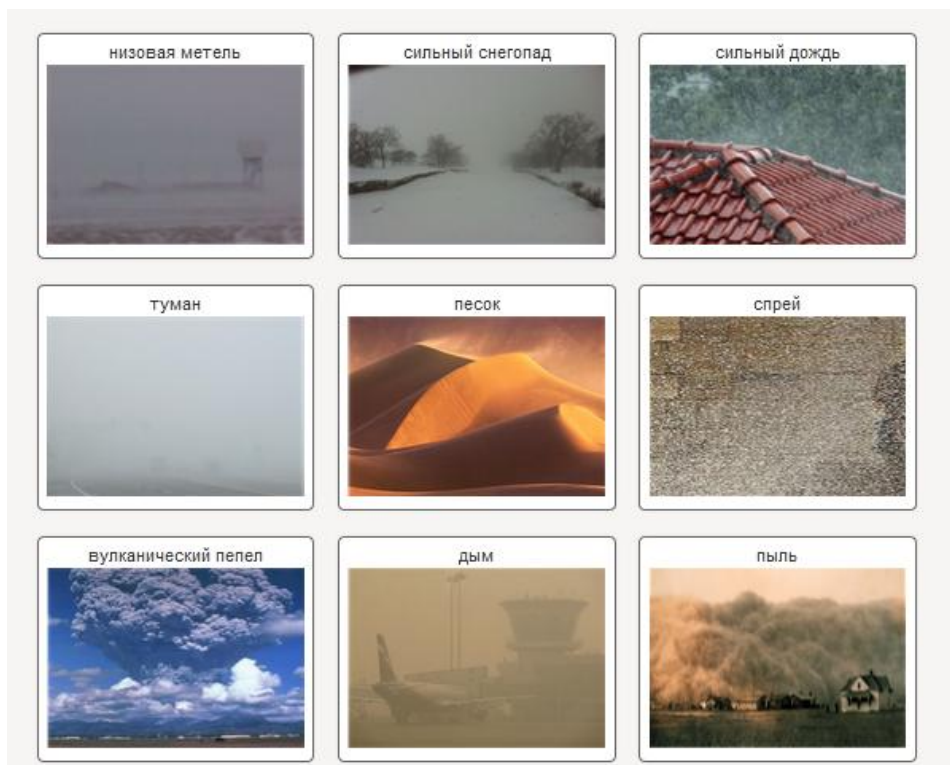 низовая метель
сильный снегопад
сильный дождь
туман
песок
спрей
вулканический пепел
дым
пыль